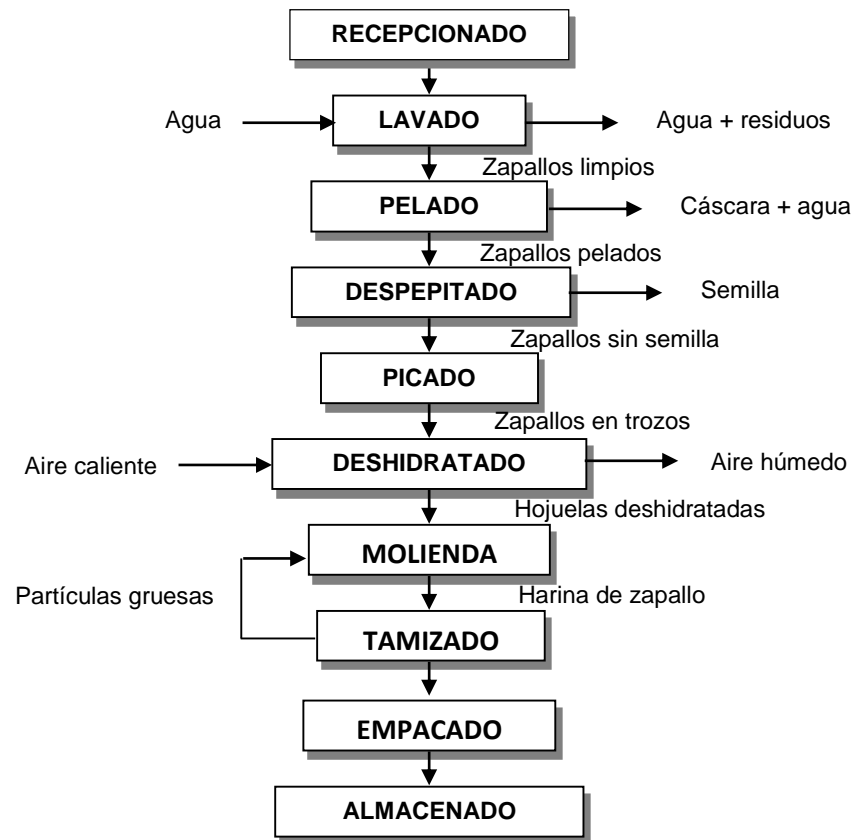 RECEPCIONADO
Agua
LAVADO
Agua + residuos
Zapallos limpios
PELADO
Cáscara + agua
Zapallos pelados
DESPEPITADO
Semilla
Zapallos sin semilla
PICADO
Zapallos en trozos
Aire caliente
DESHIDRATADO
Aire húmedo
Hojuelas deshidratadas
MOLIENDA
Partículas gruesas
Harina de zapallo
TAMIZADO
EMPACADO
ALMACENADO